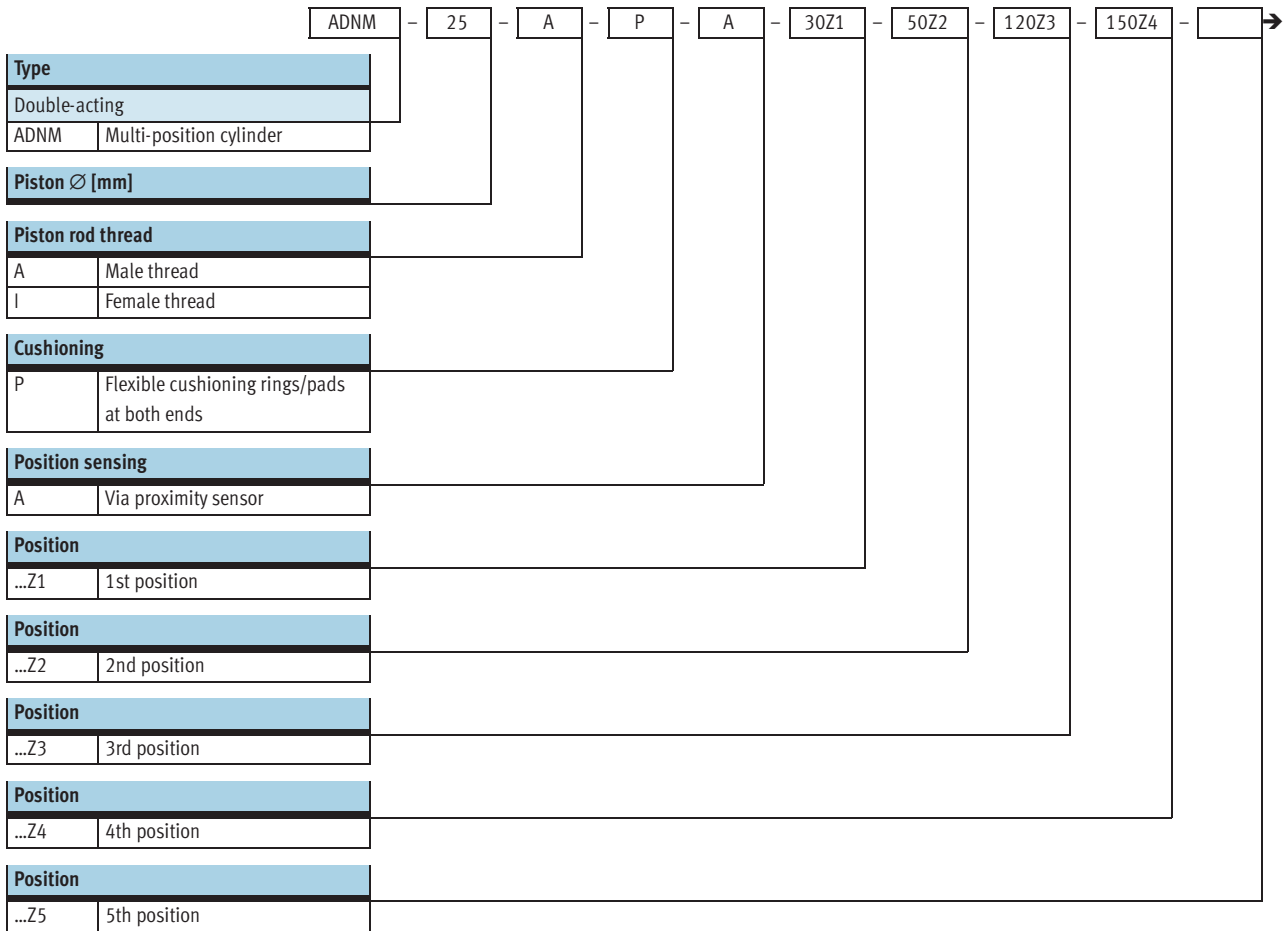 ADNM – 25 – A – P – A – 30Z1 – 50Z2 – 120Z3 – 150Z4 – ➔
Type
Double-acting
ADNM Multi-position cylinder
Piston ∅ [mm]
Piston rod thread
A Male thread
I Female thread
Cushioning
P Flexible cushioning rings/pads
at both ends
Position sensing
A Via proximity sensor
Position
...Z1 1st position
Position
...Z2 2nd position
Position
...Z3 3rd position
Position
...Z4 4th position
Position
...Z5 5th position